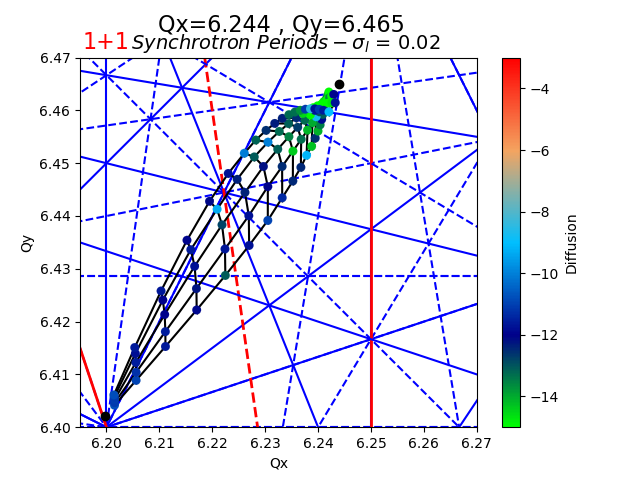 Qx=6.244 , Qy=6.465
1+1 Synchrotron Periods − σl = 0.02
6.47
6.46
6.45
6.44
6.43
6.42
6.41
6.40
Qy
6.20 6.21 6.22 6.23 6.24 6.25 6.26 6.27
Qx
−4
−6
−8
−10
−12
−14
Diffusion